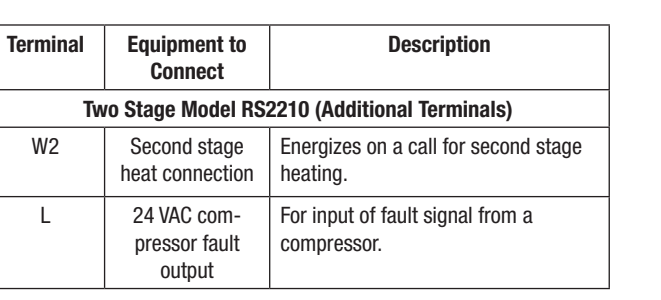 Terminal
Equipment to
Connect
Description
Two Stage Model RS2210 (Additional Terminals)
W2
Second stage
heat connection
Energizes on a call for second stage
heating.
L
24 VAC com-
pressor fault
output
For input of fault signal from a
compressor.